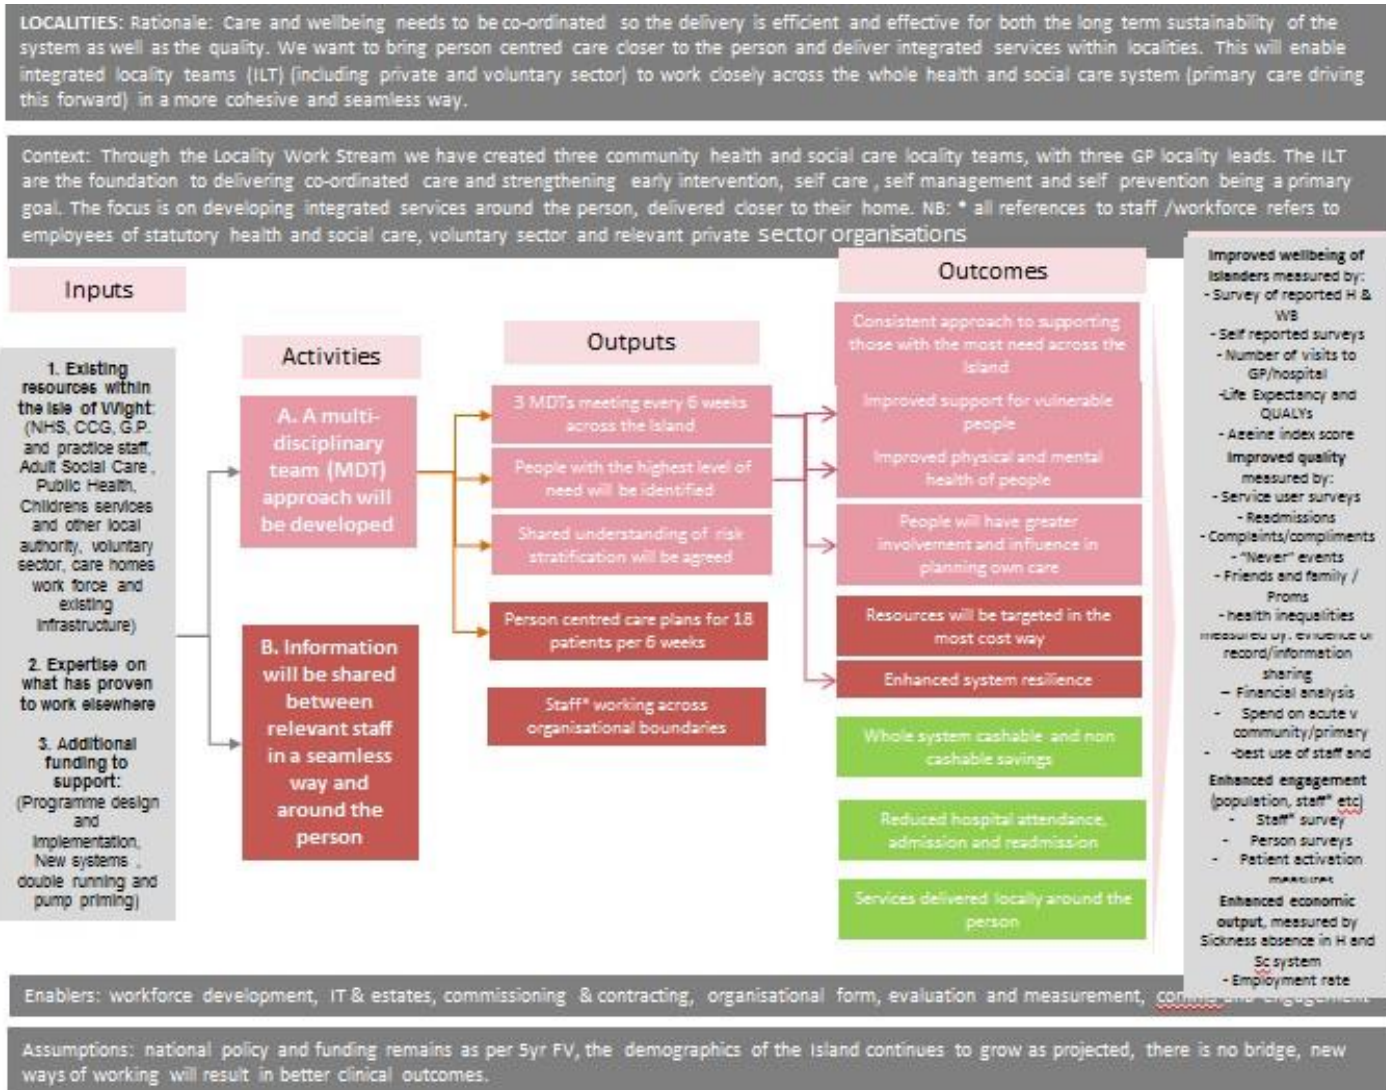 LOCALITIES: Rationale: Care and wellbeing needs to be co-ordinated so the delivery is efficient and effective for both the long term sustainability of the
system as well as the quality. We want to bring person centred care closer to the person and deliver integrated services within localities. This will enable
integrated locality teams (ILT) (including private and voluntary sector) to work closely across the whole health and social care system (primary care driving
this forward) in a more cohesive and seamless way.
Context: Through the Locality Work Stream we have created three community health and social care locality teams, with three GP locality leads. The ILT
are the foundation to delivering co-ordinated care and strengthening early intervention, self care , self management and self prevention being a primary
goal. The focus is on developing integrated services around the person, delivered closer to their home. NB: * all references to staff /workforce refers to
employees of statutory health and social care, voluntary sector and relevant private sector organisations
Inputs
1. Existing
resources within
the Isle of Wight:
(NHS, CCG, G.P.
and practice staff,
Adult Social Care ,
Public Health,
Childrens services
and other local
authority, voluntary
sector, care homes
work force and
existing
infrastructure)
2. Expertise on
what has proven
to work elsewhere
3. Additional
funding to
support:
(Programme design
and
Implementation,
New systems ,
double running and
pump priming)
Activities
A. A multi-
disciplinary
team (MDT)
approach will
be developed
B. Information
will be shared
between
relevant staff
in a seamless
way and
around the
person
Outputs
3 MDTs meeting every 6 weeks
across the Island
People with the highest level of
need will be identified
Shared understanding of risk
stratification will be agreed
Person centred care plans for 18
patients per 6 weeks
Staff* working across
organisational boundaries
Outcomes
Consistent approach to supporting
those with the most need across the
Island
Improved support for vulnerable
people
Improved physical and mental
health of people
People will have greater
involvement and influence in
planning own care
Resources will be targeted in the
most cost way
Enhanced system resilience
Whole system cashable and non
cashable savings
Reduced hospital attendance,
admission and readmission
Services delivered locally around the
person
Improved wellbeing of
Islanders measured by:
- Survey of reported H &
WB
- Self reported surveys
- Number of visits to
GP/hospital
-Life Expectancy and
QUALYs
- Ageing index score
Improved quality
measured by:
- Service user surveys
- Readmissions
- Complaints/compliments
- "Never" events
- Friends and family /
Proms
- health inequalities
measured by: evidence of
record/information
sharing
– Financial analysis
- Spend on acute v
community/primary
- -best use of staff and
Enhanced engagement
(population, staff* etc)
- Staff* survey
- Person surveys
- Patient activation
measures
Enhanced economic
output, measured by
Sickness absence in H and
Sc system
- Employment rate
Enablers: workforce development, IT & estates, commissioning & contracting, organisational form, evaluation and measurement, comms and engagement
Assumptions: national policy and funding remains as per 5yr FV, the demographics of the Island continues to grow as projected, there is no bridge, new
ways of working will result in better clinical outcomes.